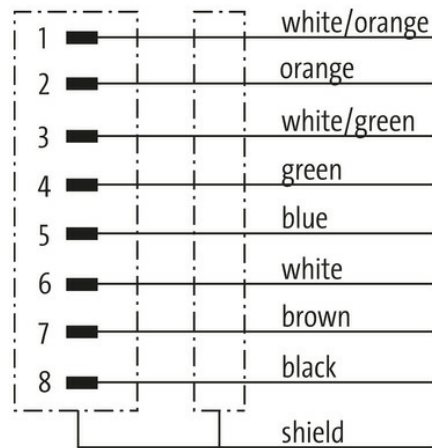 1 white/orange
2 orange
3 white/green
4 green
5 blue
6 white
7 brown
8 black
shield